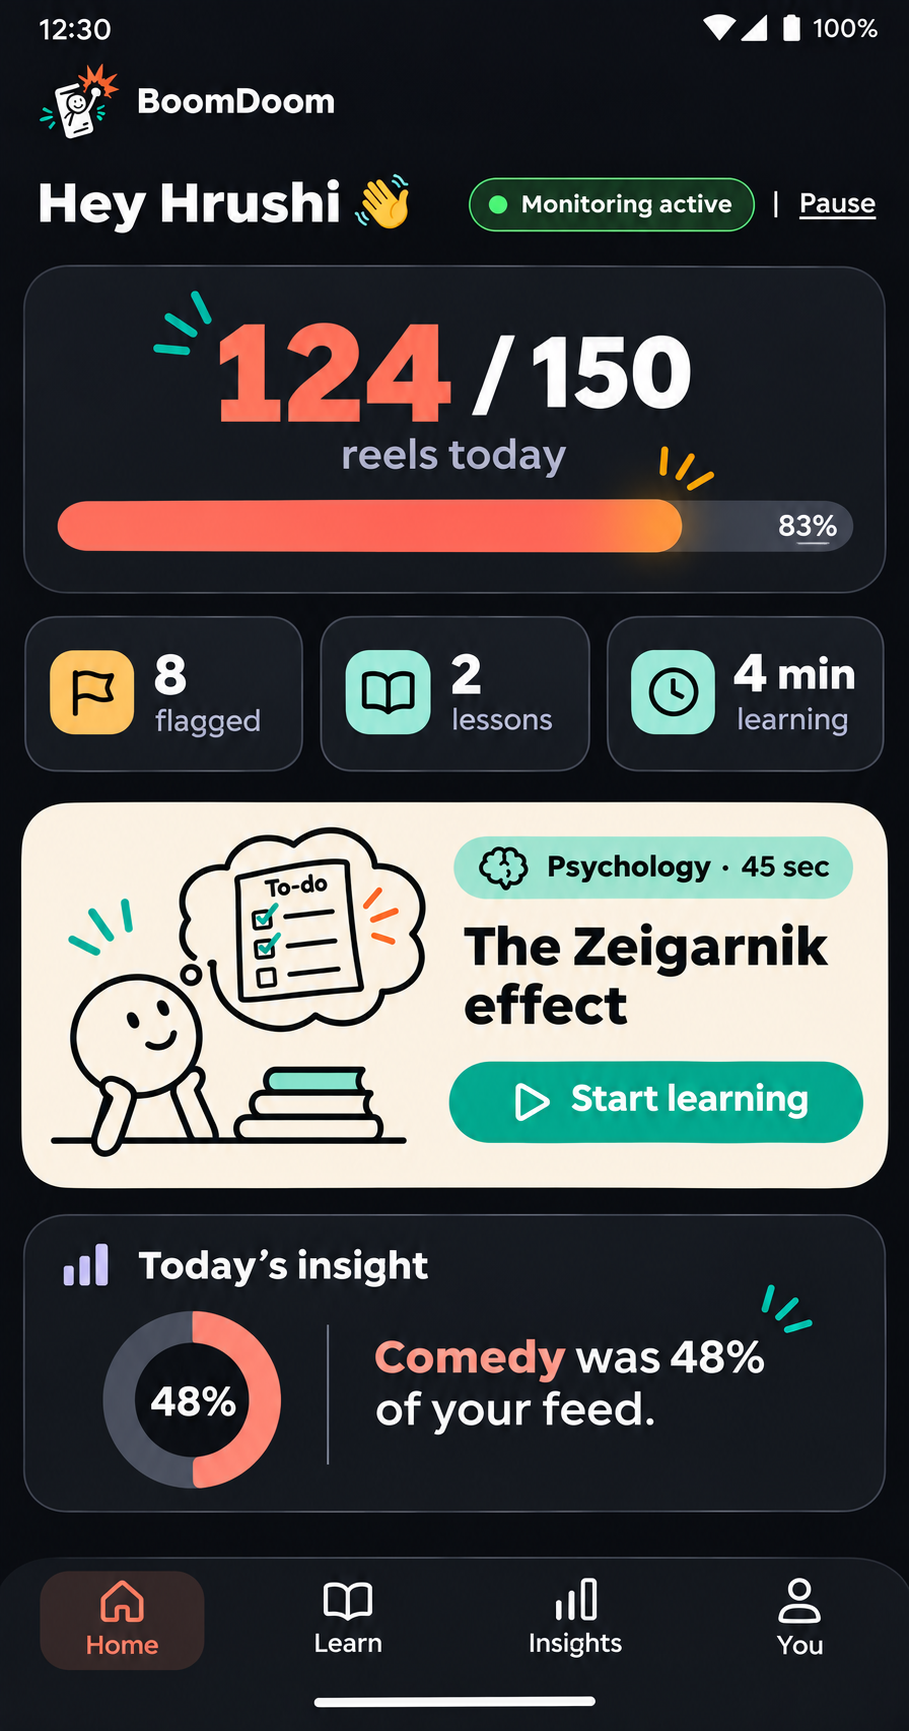 12:30
100%
BoomDoom
Hey Hrushi 👋
Monitoring active | Pause
124 / 150
reels today
83%
8
flagged
2
lessons
4 min
learning
To-do
Psychology · 45 sec
The Zeigarnik
effect
Start learning
Today’s insight
48%
Comedy was 48%
of your feed.
Home
Learn
Insights
You